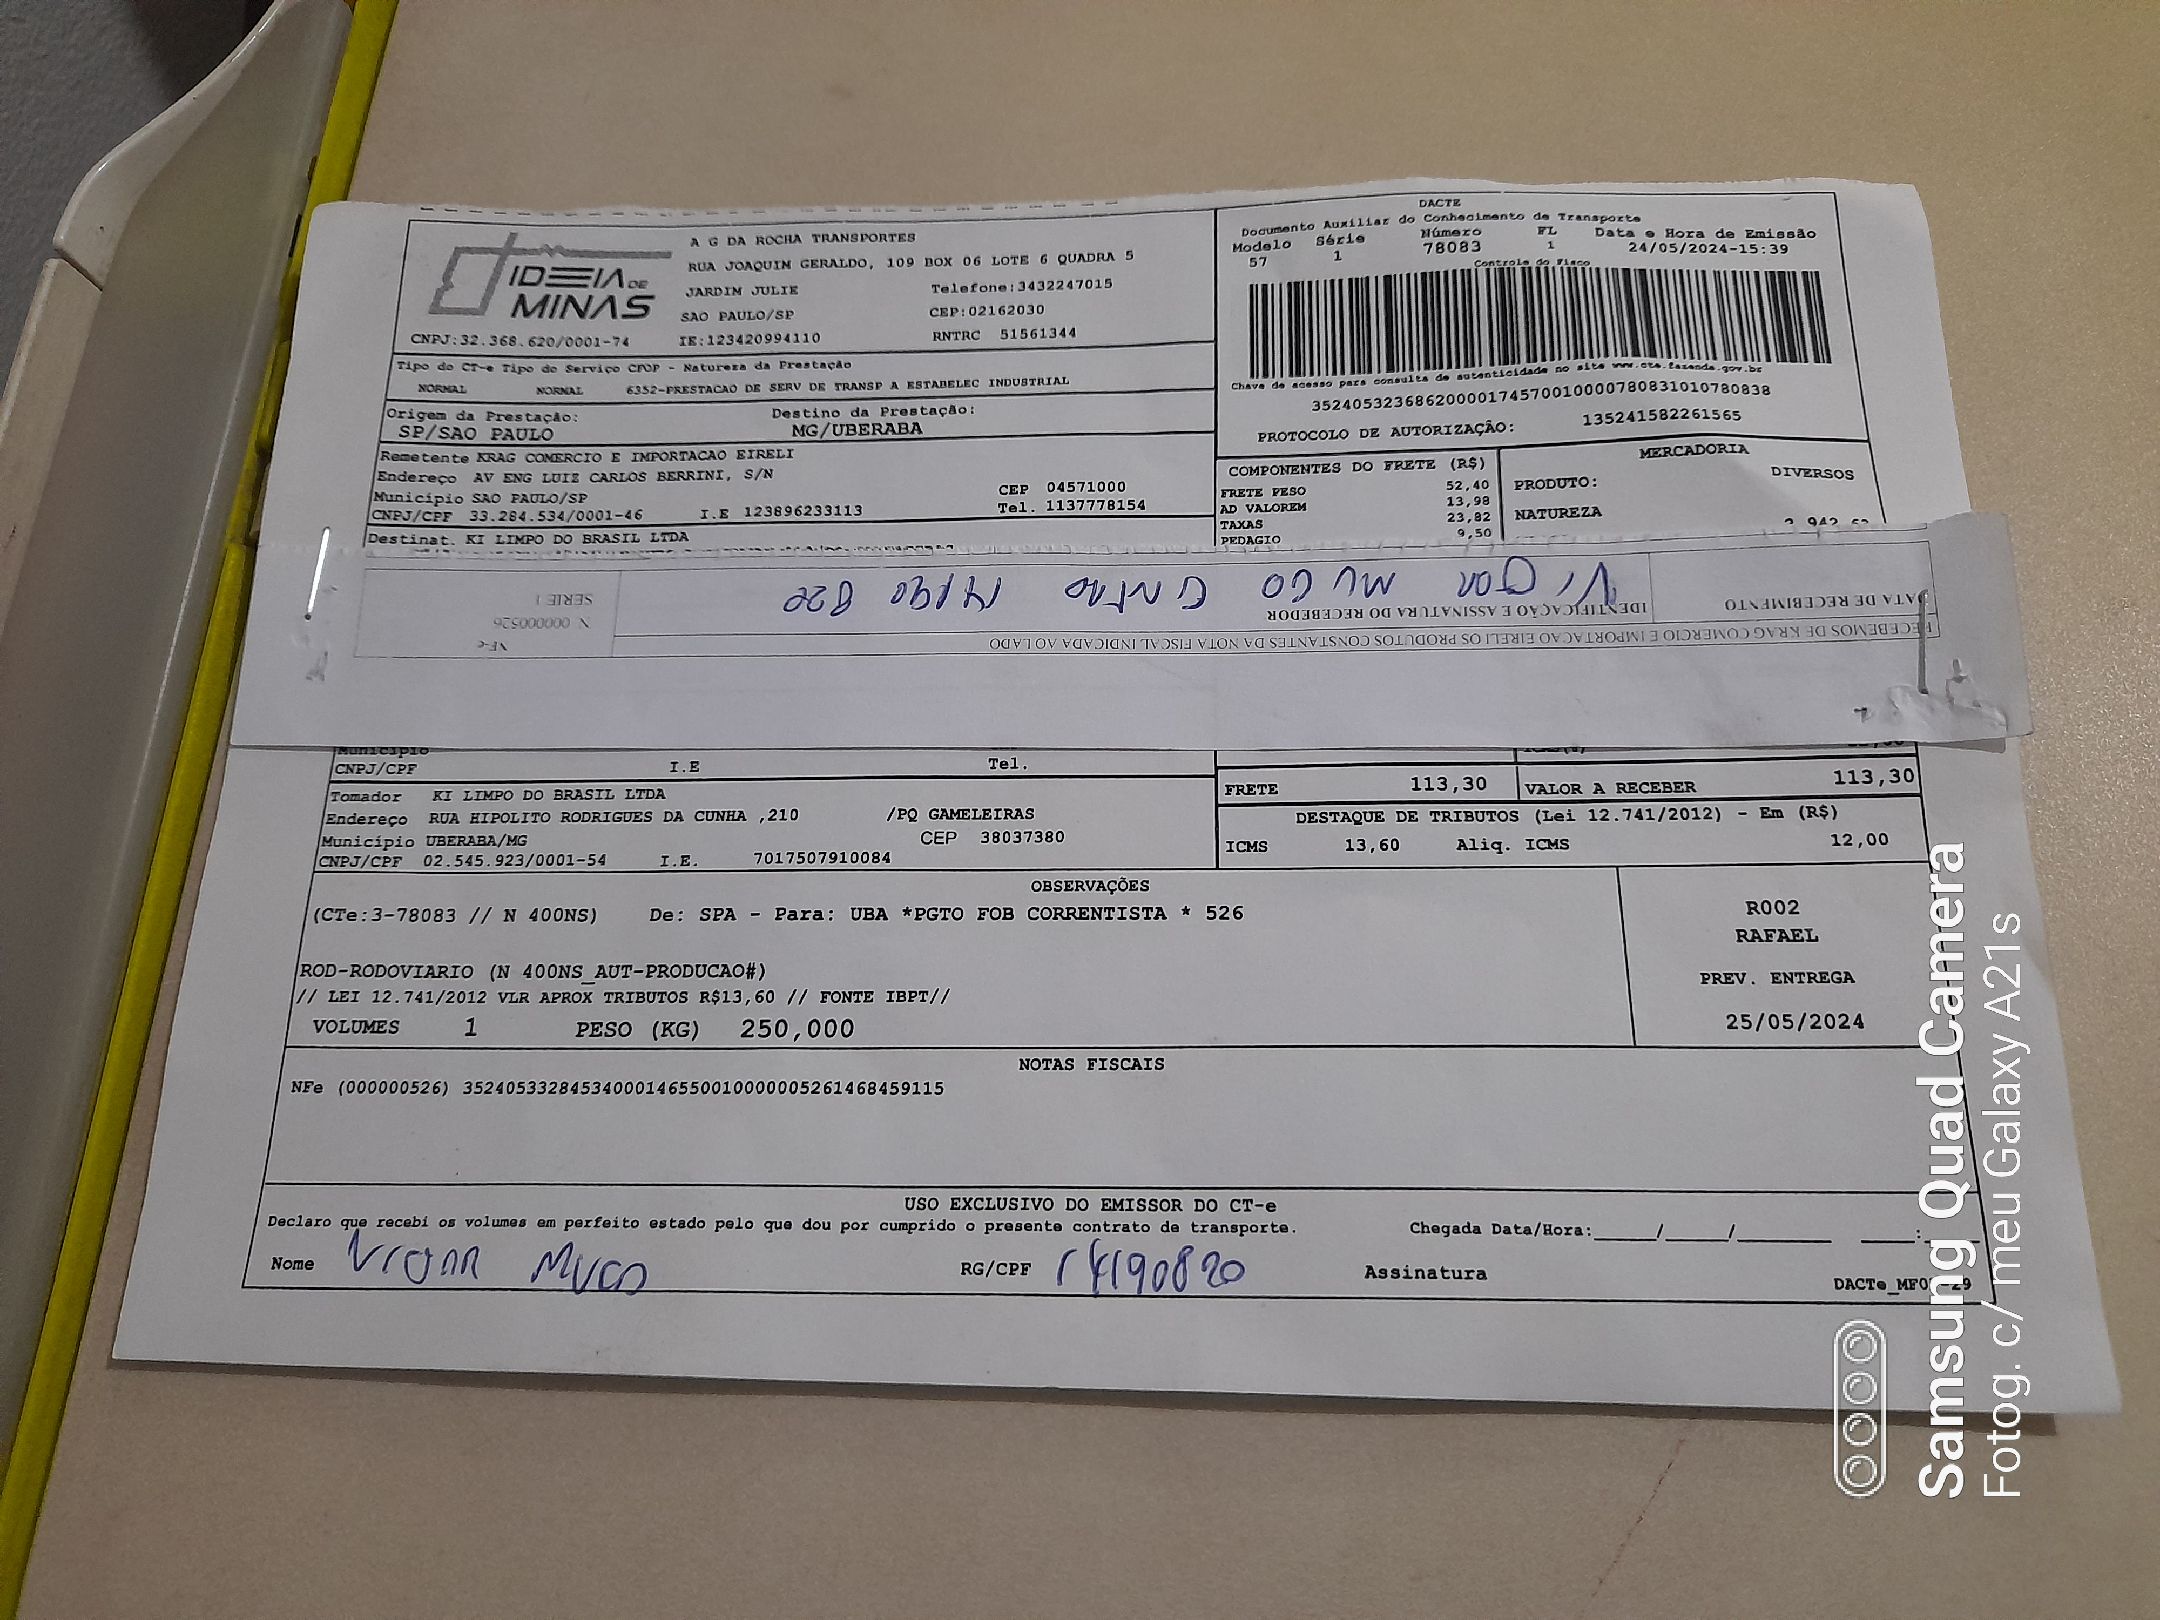 IDEIA DE
MINAS
A G DA ROCHA TRANSPORTES
RUA JOAQUIN GERALDO, 109 BOX 06 LOTE 6 QUADRA 5
JARDIM JULIE Telefone:3432247015
SAO PAULO/SP CEP:02162030
CNPJ:32.368.620/0001-74 IE:123420994110 RNTRC 51561344
DACTE
Documento Auxiliar do Conhecimento de Transporte
Modelo Série Número FL Data e Hora de Emissão
57 1 78083 1 24/05/2024-15:39
Controle do Fisco
Chave de acesso para consulta de autenticidade no site www.cte.fazenda.gov.br
35240532368620000174570010000780831010780838
PROTOCOLO DE AUTORIZAÇÃO: 135241582261565
Tipo do CT-e Tipo do Serviço CFOP - Natureza da Prestação
NORMAL NORMAL 6352-PRESTACAO DE SERV DE TRANSP A ESTABELEC INDUSTRIAL
Origem da Prestação: Destino da Prestação:
SP/SAO PAULO MG/UBERABA
Remetente KRAG COMERCIO E IMPORTACAO EIRELI
Endereço AV ENG LUIZ CARLOS BERRINI, S/N
Município SAO PAULO/SP CEP 04571000
CNPJ/CPF 33.284.534/0001-46 I.E 123896233113 Tel. 1137778154
Destinat. KI LIMPO DO BRASIL LTDA
COMPONENTES DO FRETE (R$)
FRETE PESO 52,40
AD VALOREM 13,98
TAXAS 23,82
PEDAGIO 9,50
MERCADORIA
PRODUTO: DIVERSOS
NATUREZA
RECEBEMOS DE KRAG COMERCIO E IMPORTACAO EIRELI OS PRODUTOS CONSTANTES DA NOTA FISCAL INDICADA AO LADO
NF-e
DATA DE RECEBIMENTO
IDENTIFICAÇÃO E ASSINATURA DO RECEBEDOR
N. 000000526
SÉRIE 1
820
Município
CNPJ/CPF I.E Tel.
Tomador KI LIMPO DO BRASIL LTDA
Endereço RUA HIPOLITO RODRIGUES DA CUNHA ,210 /PQ GAMELEIRAS
Município UBERABA/MG CEP 38037380
CNPJ/CPF 02.545.923/0001-54 I.E. 7017507910084
FRETE 113,30 VALOR A RECEBER 113,30
DESTAQUE DE TRIBUTOS (Lei 12.741/2012) - Em (R$)
ICMS 13,60 Aliq. ICMS 12,00
OBSERVAÇÕES
(CTe:3-78083 // N 400NS) De: SPA - Para: UBA *PGTO FOB CORRENTISTA * 526
ROD-RODOVIARIO (N 400NS_AUT-PRODUCAO#)
// LEI 12.741/2012 VLR APROX TRIBUTOS R$13,60 // FONTE IBPT//
VOLUMES 1 PESO (KG) 250,000
R002
RAFAEL
PREV. ENTREGA
25/05/2024
NOTAS FISCAIS
NFe (000000526) 35240533284534000146550010000005261468459115
USO EXCLUSIVO DO EMISSOR DO CT-e
Declaro que recebi os volumes em perfeito estado pelo que dou por cumprido o presente contrato de transporte. Chegada Data/Hora:
Nome RG/CPF 14190820 Assinatura
Samsung Quad Camera
Fotog. c/ meu Galaxy A21s